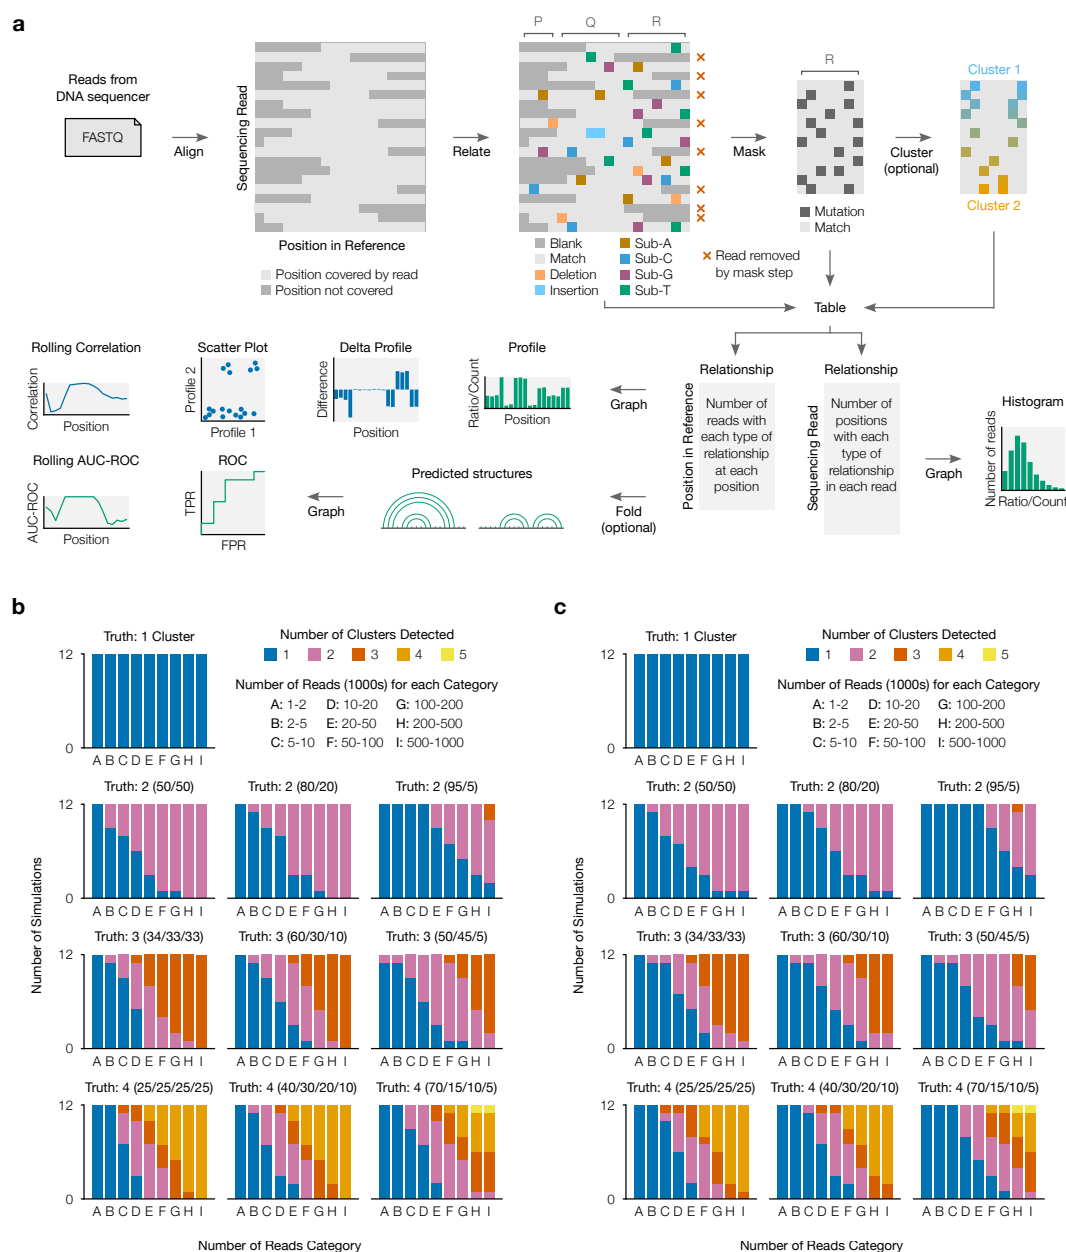 a
Reads from
DNA sequencer
FASTQ
Align
Sequencing Read
Position in Reference
Position covered by read
Position not covered
Relate
P Q R
Blank
Match
Deletion
Insertion
Sub-A
Sub-C
Sub-G
Sub-T
× Read removed
by mask step
Mask
R
Mutation
Match
Cluster
(optional)
Cluster 1
Cluster 2
Table
Relationship
Position in Reference
Number of
reads with
each type of
relationship
at each
position
Relationship
Sequencing Read
Number of
positions
with each
type of
relationship
in each read
Graph
Histogram
Number of reads
Ratio/Count
Graph
Profile
Ratio/Count
Position
Delta Profile
Difference
Position
Scatter Plot
Profile 2
Profile 1
Rolling Correlation
Correlation
Position
Fold
(optional)
Predicted structures
Graph
ROC
TPR
FPR
Rolling AUC-ROC
AUC-ROC
Position
b
Truth: 1 Cluster
12
0
A B C D E F G H I
Number of Clusters Detected
1 2 3 4 5
Number of Reads (1000s) for each Category
A: 1-2 D: 10-20 G: 100-200
B: 2-5 E: 20-50 H: 200-500
C: 5-10 F: 50-100 I: 500-1000
Number of Simulations
Truth: 2 (50/50) Truth: 2 (80/20) Truth: 2 (95/5)
12
0
A B C D E F G H I A B C D E F G H I A B C D E F G H I
Truth: 3 (34/33/33) Truth: 3 (60/30/10) Truth: 3 (50/45/5)
12
0
A B C D E F G H I A B C D E F G H I A B C D E F G H I
Truth: 4 (25/25/25/25) Truth: 4 (40/30/20/10) Truth: 4 (70/15/10/5)
12
0
A B C D E F G H I A B C D E F G H I A B C D E F G H I
Number of Reads Category
c
Truth: 1 Cluster
12
0
A B C D E F G H I
Number of Clusters Detected
1 2 3 4 5
Number of Reads (1000s) for each Category
A: 1-2 D: 10-20 G: 100-200
B: 2-5 E: 20-50 H: 200-500
C: 5-10 F: 50-100 I: 500-1000
Number of Simulations
Truth: 2 (50/50) Truth: 2 (80/20) Truth: 2 (95/5)
12
0
A B C D E F G H I A B C D E F G H I A B C D E F G H I
Truth: 3 (34/33/33) Truth: 3 (60/30/10) Truth: 3 (50/45/5)
12
0
A B C D E F G H I A B C D E F G H I A B C D E F G H I
Truth: 4 (25/25/25/25) Truth: 4 (40/30/20/10) Truth: 4 (70/15/10/5)
12
0
A B C D E F G H I A B C D E F G H I A B C D E F G H I
Number of Reads Category